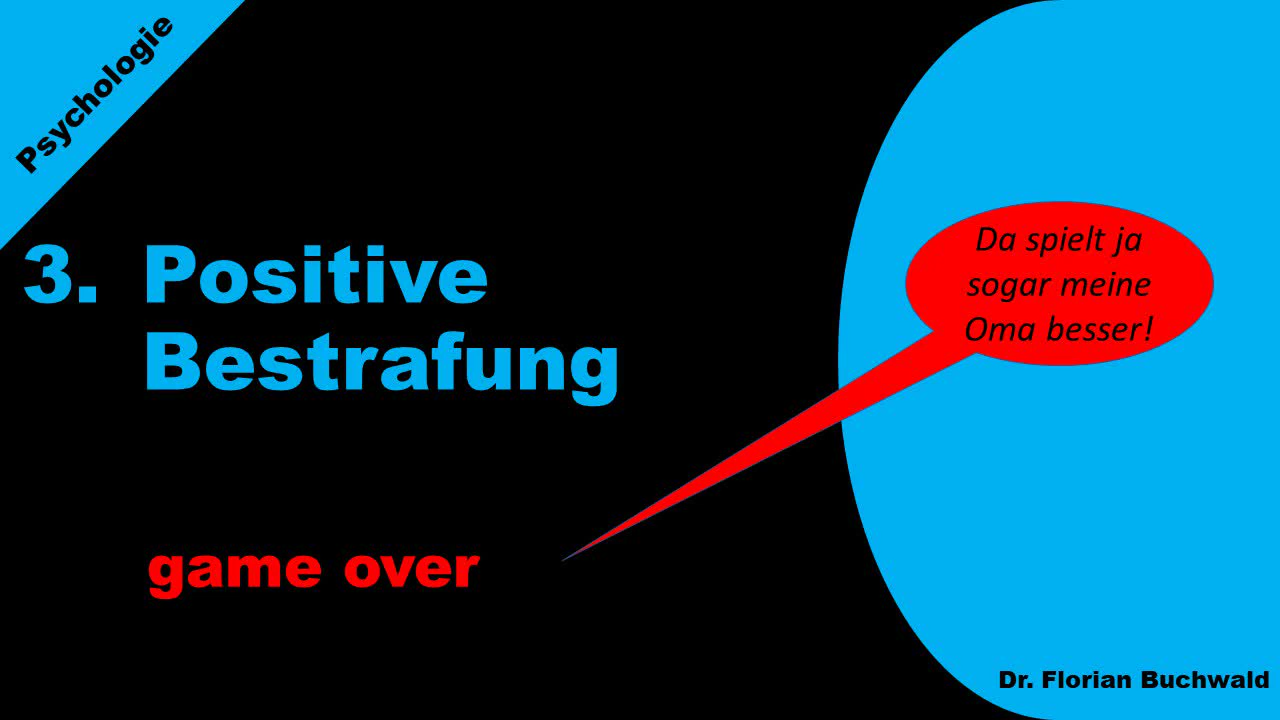 Psychologie
3. Positive
Bestrafung
Da spielt ja
sogar meine
Oma besser!
game over
Dr. Florian Buchwald